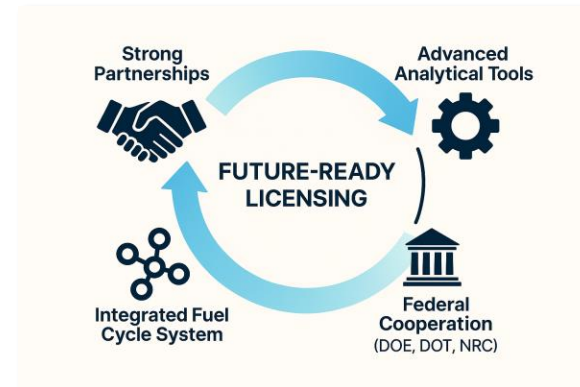 Strong
Partnerships
Advanced
Analytical Tools
FUTURE-READY
LICENSING
Integrated Fuel
Cycle System
Federal
Cooperation
(DOE, DOT, NRC)